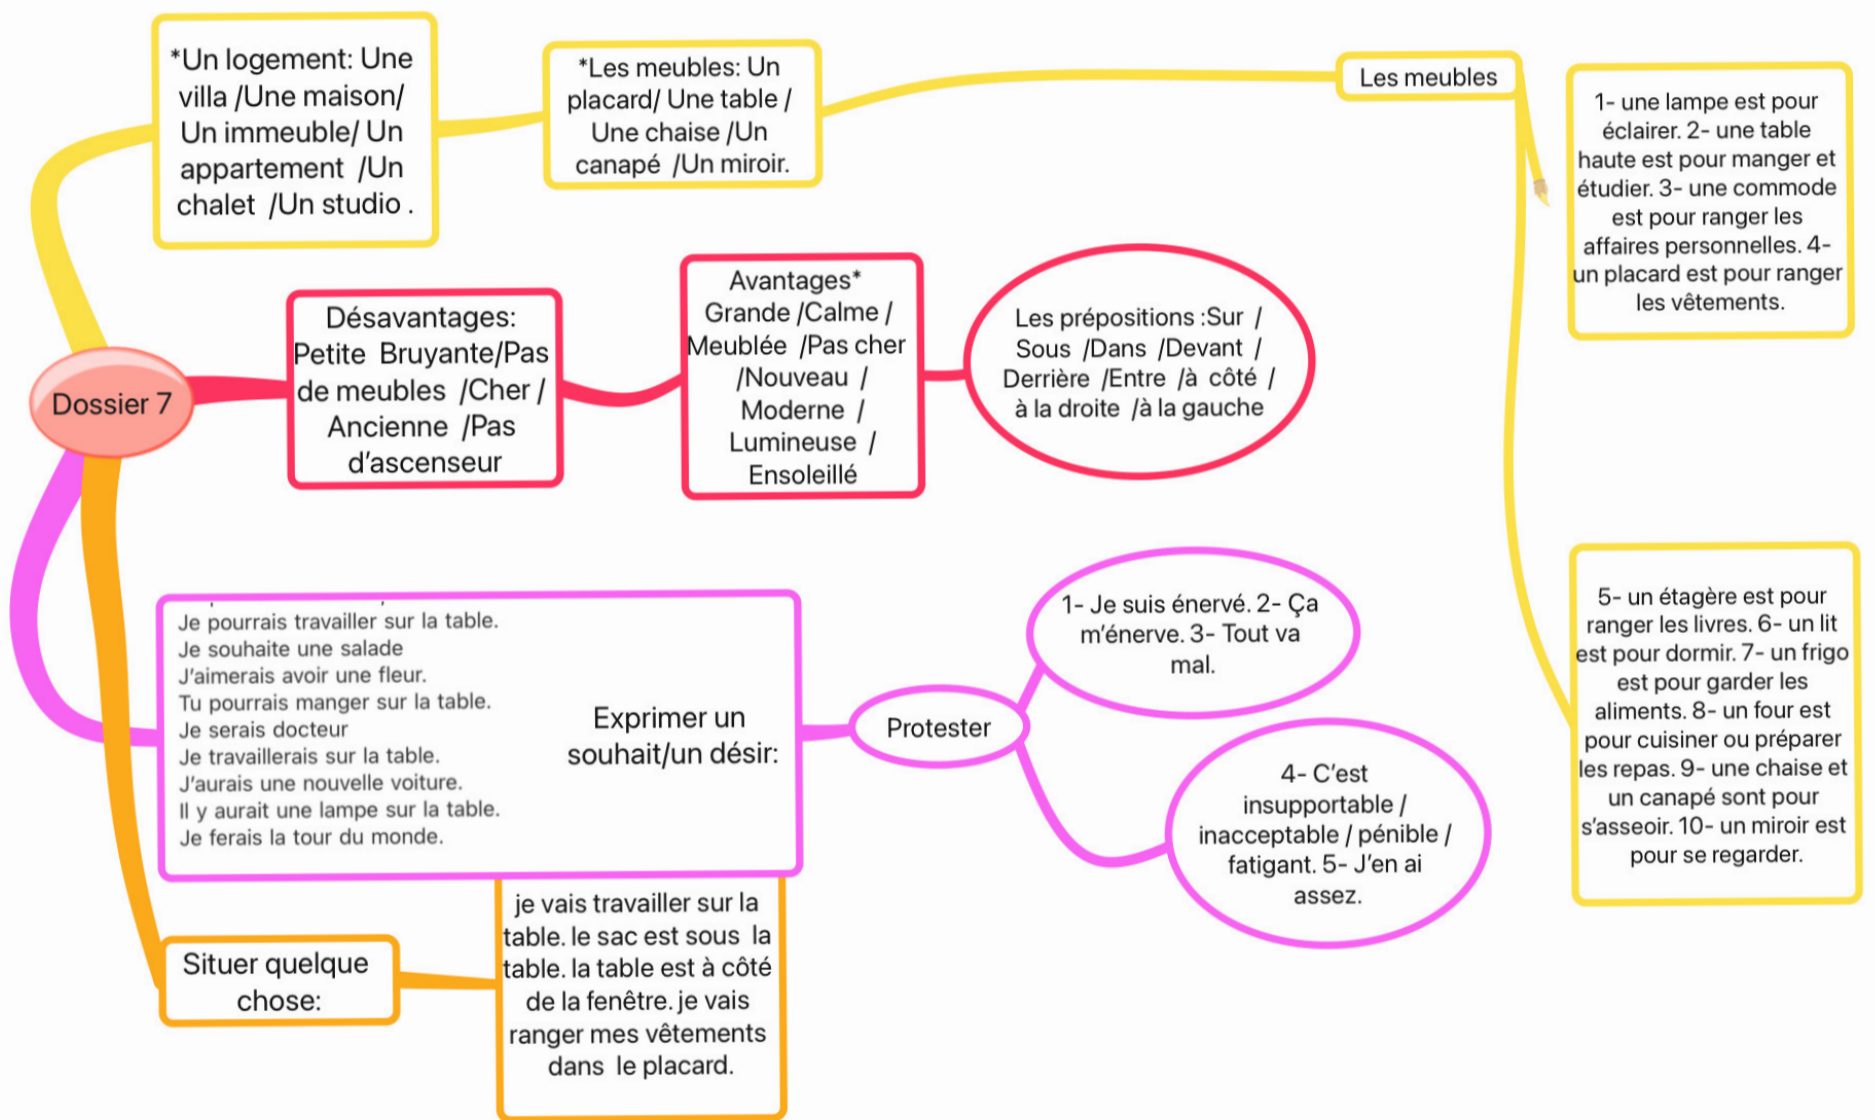 *Un logement: Une
villa /Une maison/
Un immeuble/ Un
appartement /Un
chalet /Un studio .
*Les meubles: Un
placard/ Une table /
Une chaise /Un
canapé /Un miroir.
Les meubles
1- une lampe est pour
éclairer. 2- une table
haute est pour manger et
étudier. 3- une commode
est pour ranger les
affaires personnelles. 4-
un placard est pour ranger
les vêtements.
5- un étagère est pour
ranger les livres. 6- un lit
est pour dormir. 7- un frigo
est pour garder les
aliments. 8- un four est
pour cuisiner ou préparer
les repas. 9- une chaise et
un canapé sont pour
s'asseoir. 10- un miroir est
pour se regarder.
Dossier 7
Désavantages:
Petite Bruyante/Pas
de meubles /Cher /
Ancienne /Pas
d'ascenseur
Avantages*
Grande /Calme /
Meublée /Pas cher
/Nouveau /
Moderne /
Lumineuse /
Ensoleillé
Les prépositions :Sur /
Sous /Dans /Devant /
Derrière /Entre /à côté /
à la droite /à la gauche
Je pourrais travailler sur la table.
Je souhaite une salade
J'aimerais avoir une fleur.
Tu pourrais manger sur la table.
Je serais docteur
Je travaillerais sur la table.
J'aurais une nouvelle voiture.
Il y aurait une lampe sur la table.
Je ferais la tour du monde.
Exprimer un
souhait/un désir:
Protester
1- Je suis énervé. 2- Ça
m'énerve. 3- Tout va
mal.
4- C'est
insupportable /
inacceptable / pénible /
fatigant. 5- J'en ai
assez.
Situer quelque
chose:
je vais travailler sur la
table. le sac est sous la
table. la table est à côté
de la fenêtre. je vais
ranger mes vêtements
dans le placard.